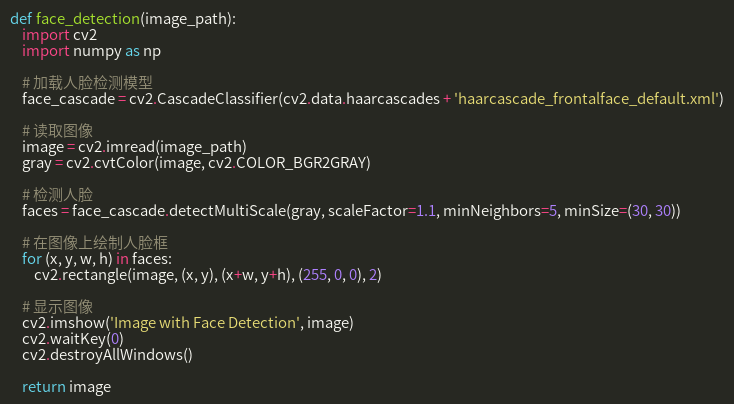 def face_detection(image_path):
import cv2
import numpy as np
# 加载人脸检测模型
face_cascade = cv2.CascadeClassifier(cv2.data.haarcascades + 'haarcascade_frontalface_default.xml')
# 读取图像
image = cv2.imread(image_path)
gray = cv2.cvtColor(image, cv2.COLOR_BGR2GRAY)
# 检测人脸
faces = face_cascade.detectMultiScale(gray, scaleFactor=1.1, minNeighbors=5, minSize=(30, 30))
# 在图像上绘制人脸框
for (x, y, w, h) in faces:
cv2.rectangle(image, (x, y), (x+w, y+h), (255, 0, 0), 2)
# 显示图像
cv2.imshow('Image with Face Detection', image)
cv2.waitKey(0)
cv2.destroyAllWindows()
return image